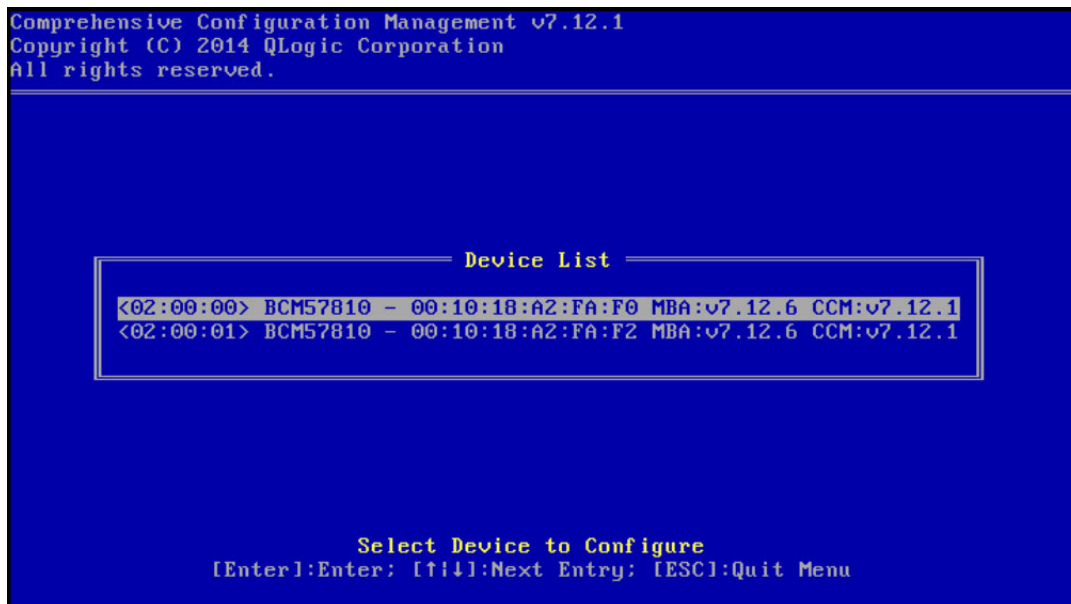 Comprehensive Configuration Management v7.12.1
Copyright (C) 2014 QLogic Corporation
All rights reserved.
Device List
<02:00:00> BCM57810 - 00:10:18:A2:FA:F0 MBA:v7.12.6 CCM:v7.12.1
<02:00:01> BCM57810 - 00:10:18:A2:FA:F2 MBA:v7.12.6 CCM:v7.12.1
Select Device to Configure
[Enter]:Enter; [↑¦↓]:Next Entry; [ESC]:Quit Menu